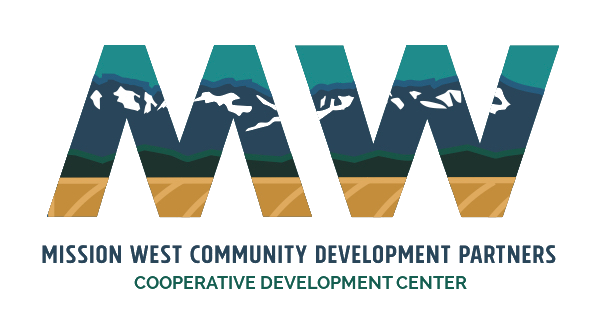 MW
MISSION WEST COMMUNITY DEVELOPMENT PARTNERS
COOPERATIVE DEVELOPMENT CENTER